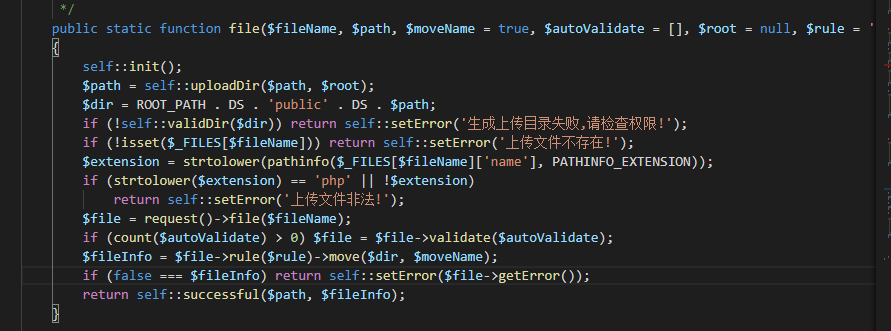 */
public static function file($fileName, $path, $moveName = true, $autoValidate = [], $root = null, $rule = '
{
self::init();
$path = self::uploadDir($path, $root);
$dir = ROOT_PATH . DS . 'public' . DS . $path;
if (!self::validDir($dir)) return self::setError('生成上传目录失败,请检查权限!');
if (!isset($_FILES[$fileName])) return self::setError('上传文件不存在!');
$extension = strtolower(pathinfo($_FILES[$fileName]['name'], PATHINFO_EXTENSION));
if (strtolower($extension) == 'php' || !$extension)
return self::setError('上传文件非法!');
$file = request()->file($fileName);
if (count($autoValidate) > 0) $file = $file->validate($autoValidate);
$fileInfo = $file->rule($rule)->move($dir, $moveName);
if (false === $fileInfo) return self::setError($file->getError());
return self::successful($path, $fileInfo);
}